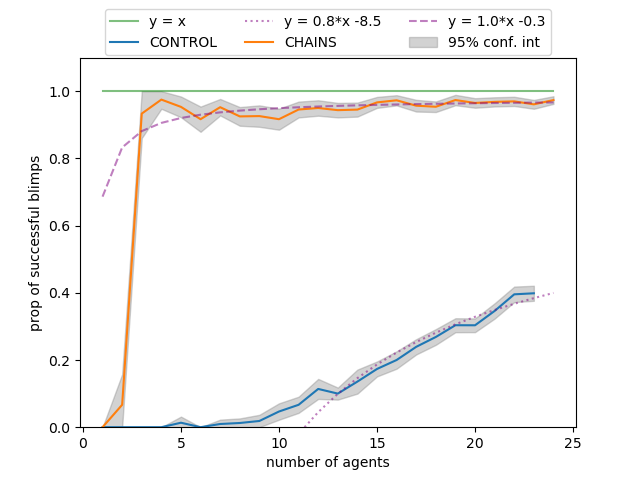 y = x
y = 0.8*x -8.5
y = 1.0*x -0.3
CONTROL
CHAINS
95% conf. int
1.0
0.8
0.6
0.4
0.2
0.0
prop of successful blimps
0
5
10
15
20
25
number of agents